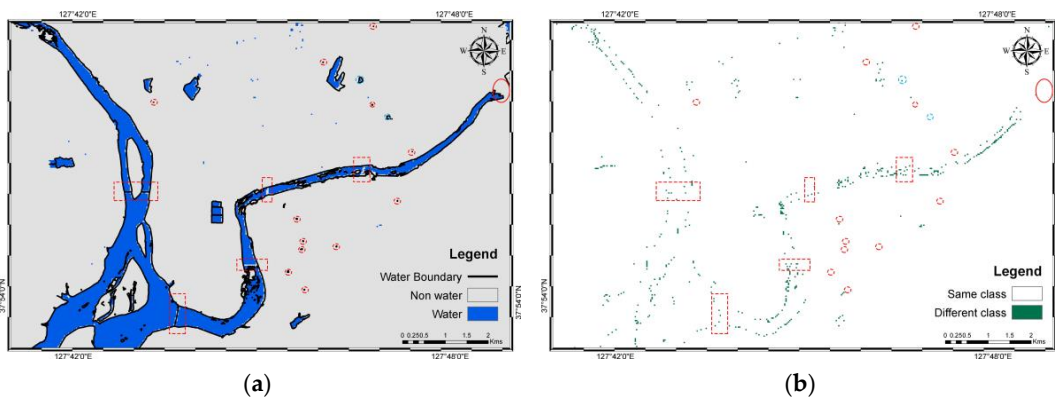 127°42'0"E
127°48'0"E
N
W E
S
Legend
Water Boundary
Non water
Water
0 0.250.5 1 1.5 2
Kms
37°54'0"N
37°54'0"N
127°42'0"E
127°48'0"E
(a)
127°42'0"E
127°48'0"E
N
W E
S
Legend
Same class
Different class
0 0.250.5 1 1.5 2
Kms
37°54'0"N
37°54'0"N
127°42'0"E
127°48'0"E
(b)